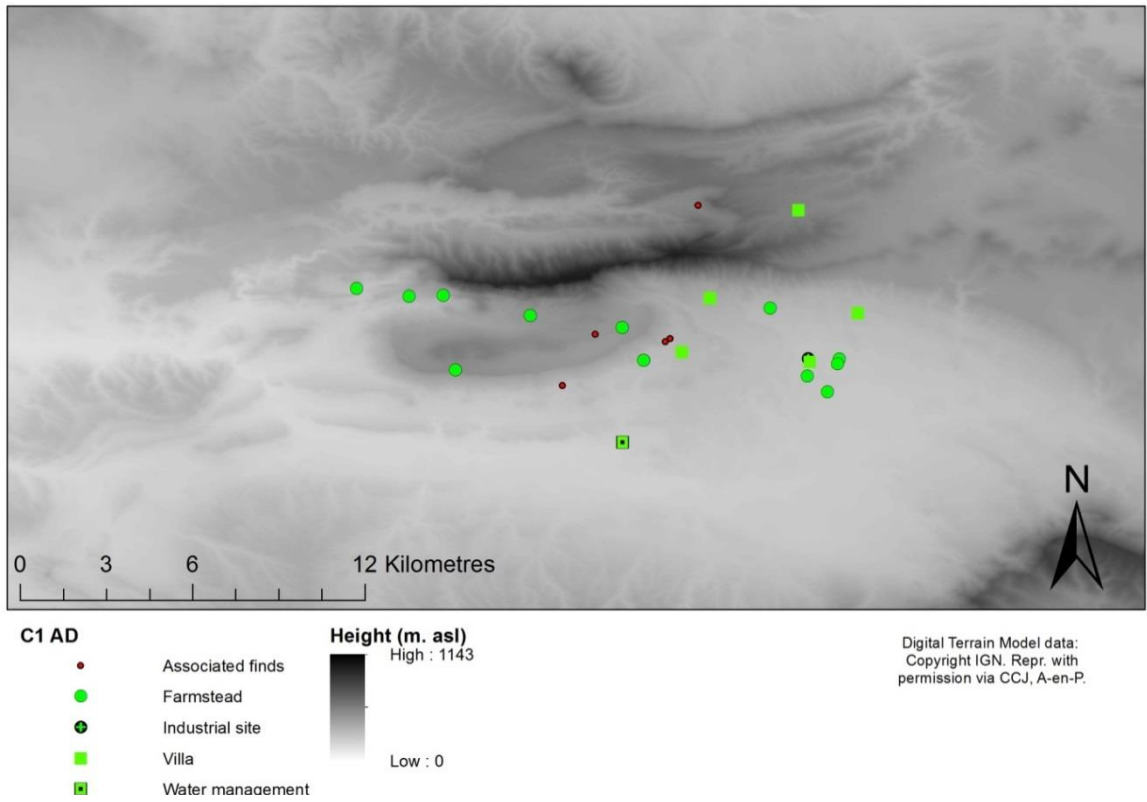 N
0 3 6 12 Kilometres
C1 AD
Associated finds
Farmstead
Industrial site
Villa
Water management
Height (m. asl)
High : 1143
Low : 0
Digital Terrain Model data:
Copyright IGN. Repr. with
permission via CCJ, A-en-P.